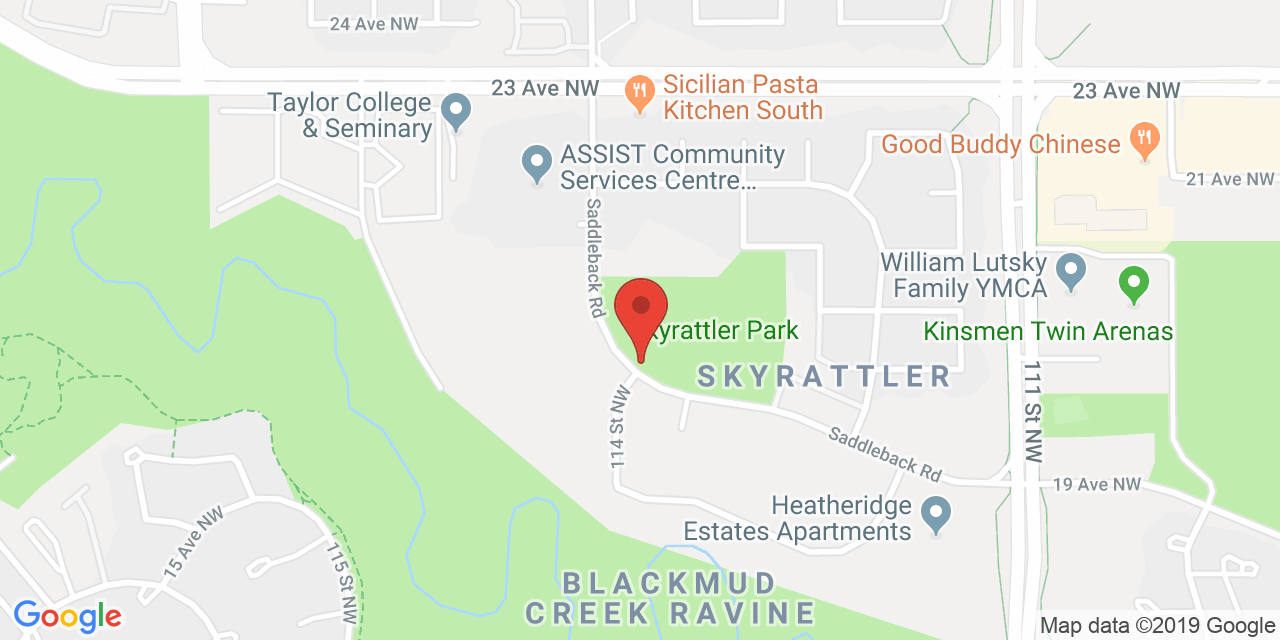 24 Ave NW
23 Ave NW
Sicilian Pasta
Kitchen South
23 Ave NW
Taylor College
& Seminary
Good Buddy Chinese
ASSIST Community
Services Centre...
21 Ave NW
Saddleback Rd
William Lutsky
Family YMCA
kyrattler Park
Kinsmen Twin Arenas
SKYRATTLER
111 St NW
114 St NW
Saddleback Rd
19 Ave NW
Heatheridge
Estates Apartments
15 Ave NW
115 St NW
BLACKMUD
CREEK RAVINE
Google
Map data ©2019 Google